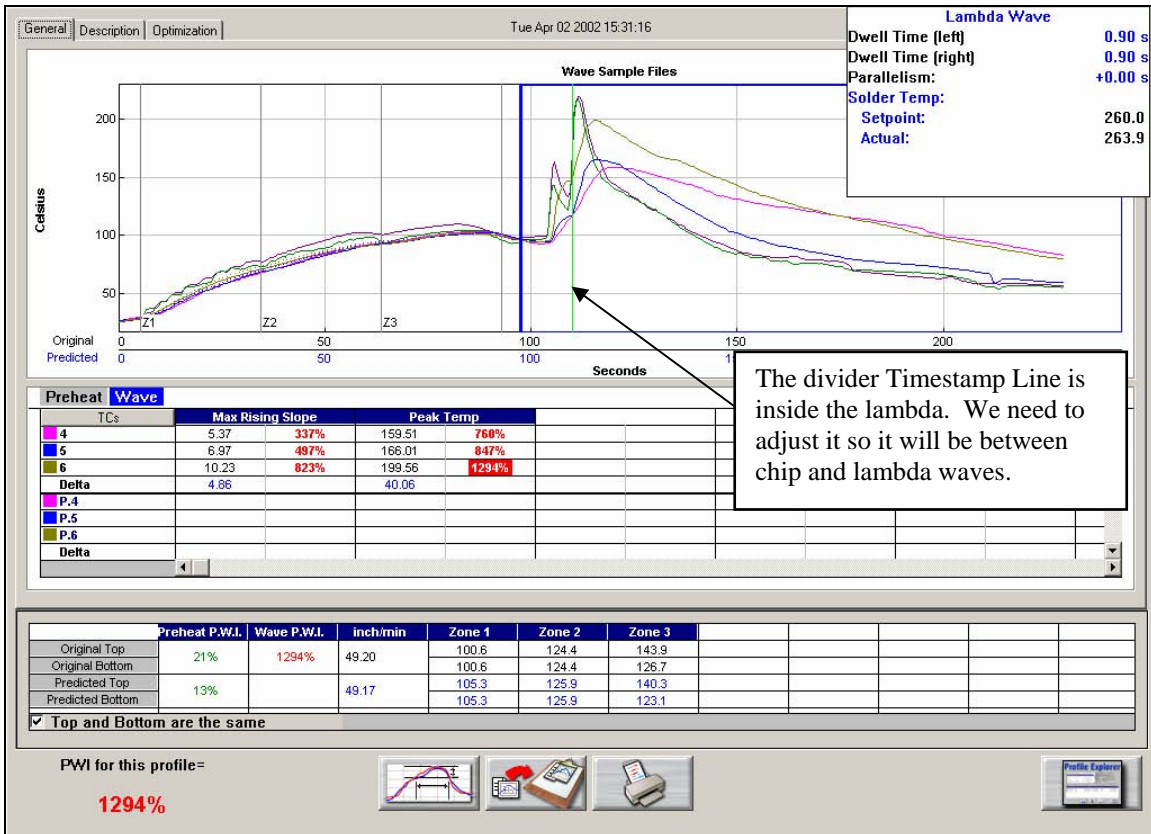 General Description Optimization
Tue Apr 02 2002 15:31:16
Lambda Wave
Dwell Time (left) 0.90 s
Dwell Time (right) 0.90 s
Parallelism: +0.00 s
Solder Temp:
Setpoint: 260.0
Actual: 263.9
Wave Sample Files
Celsius
200
150
100
50
Z1 Z2 Z3
Original 0 50 100 150 200
Predicted 0 50 100
Seconds
The divider Timestamp Line is
inside the lambda. We need to
adjust it so it will be between
chip and lambda waves.
Preheat Wave
TCs Max Rising Slope Peak Temp
4 5.37 337% 159.51 760%
5 6.97 497% 166.01 847%
6 10.23 823% 199.56 1294%
Delta 4.86 40.06
P.4
P.5
P.6
Delta
Preheat P.W.I. Wave P.W.I. inch/min Zone 1 Zone 2 Zone 3
Original Top 21% 1294% 49.20 100.6 124.4 143.9
Original Bottom 100.6 124.4 126.7
Predicted Top 13% 49.17 105.3 125.9 140.3
Predicted Bottom 105.3 125.9 123.1
Top and Bottom are the same
PWI for this profile=
1294%
Profile Explorer